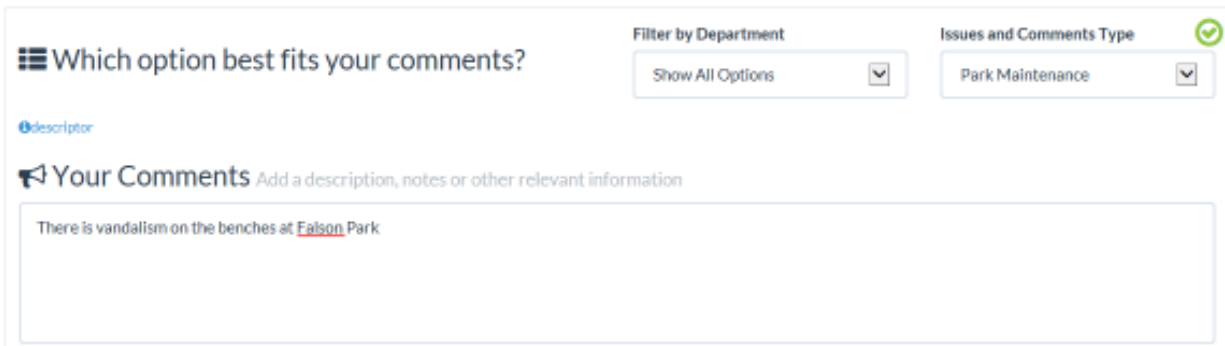 Which option best fits your comments?
Filter by Department
Show All Options
Issues and Comments Type
Park Maintenance
descriptor
Your Comments Add a description, notes or other relevant information
There is vandalism on the benches at Falson Park